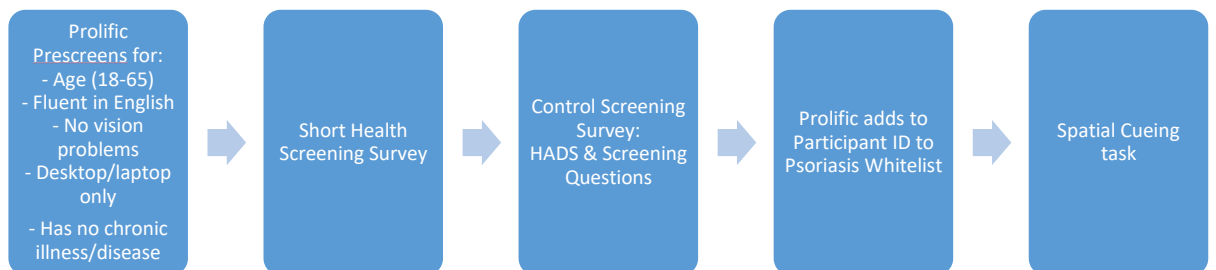 Prolific
Prescreens for:
- Age (18-65)
- Fluent in English
- No vision
problems
- Desktop/laptop
only
- Has no chronic
illness/disease
Short Health
Screening Survey
Control Screening
Survey:
HADS & Screening
Questions
Prolific adds to
Participant ID to
Psoriasis Whitelist
Spatial Cueing
task